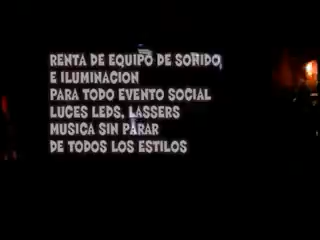 RENTA DE EQUIPO DE SONIDO
E ILUMINACION
PARA TODO EVENTO SOCIAL
LUCES LEDS, LASSERS
MUSICA SIN PARAR
DE TODOS LOS ESTILOS